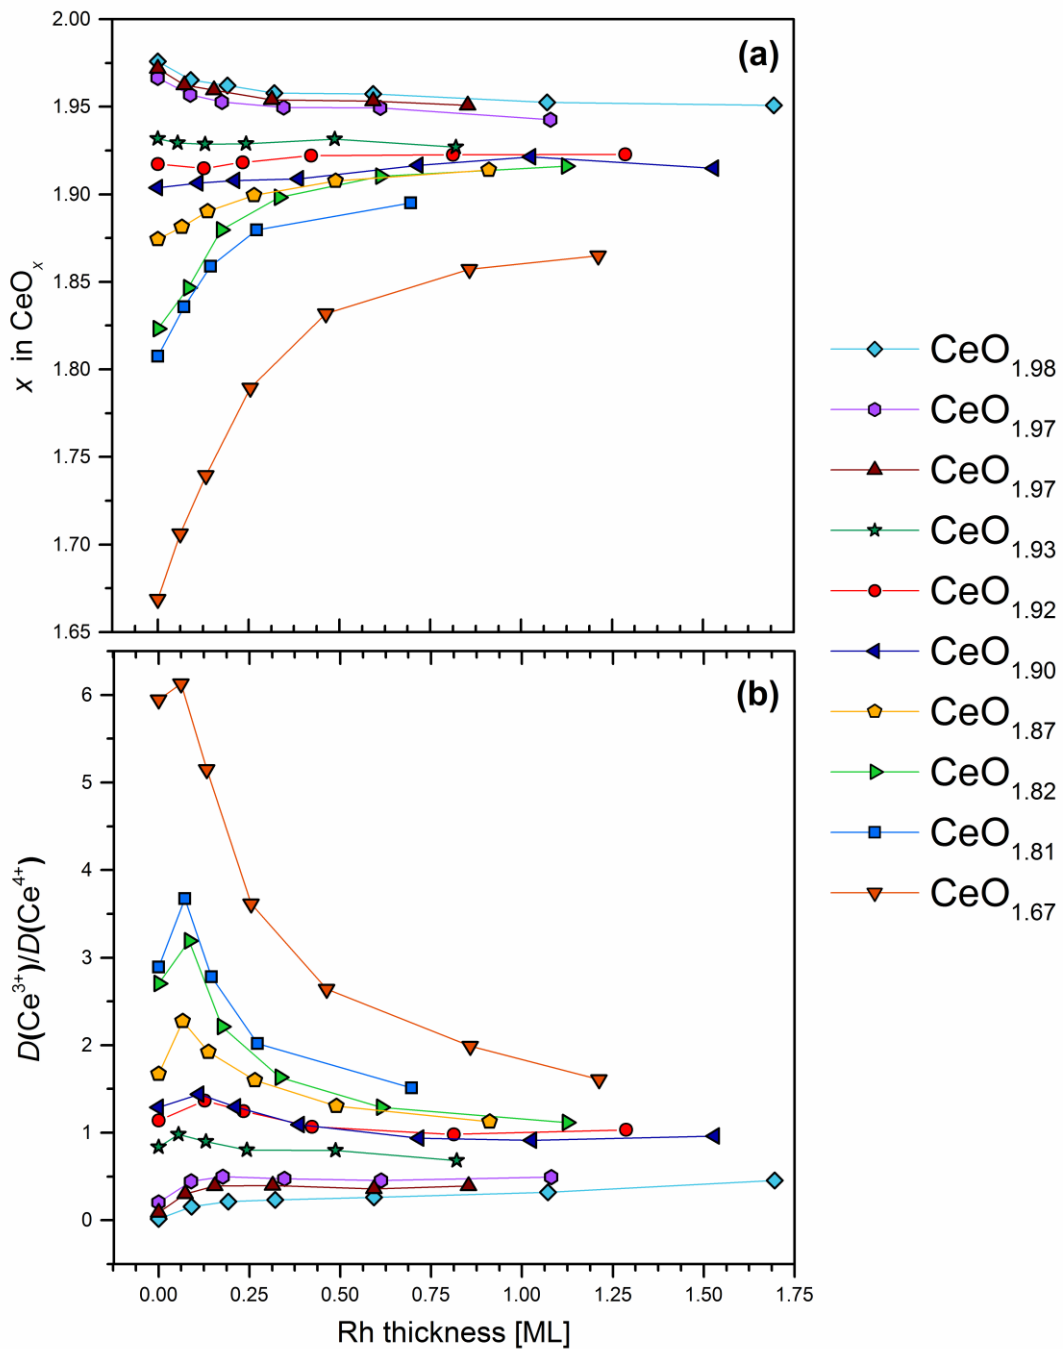 (a)
2.00
1.95
1.90
1.85
1.80
1.75
1.70
1.65
x in CeOₓ
(b)
6
5
4
3
2
1
0
D(Ce³⁺)/D(Ce⁴⁺)
0.00 0.25 0.50 0.75 1.00 1.25 1.50 1.75
Rh thickness [ML]
CeO₁.₉₈
CeO₁.₉₇
CeO₁.₉₇
CeO₁.₉₃
CeO₁.₉₂
CeO₁.₉₀
CeO₁.₈₇
CeO₁.₈₂
CeO₁.₈₁
CeO₁.₆₇